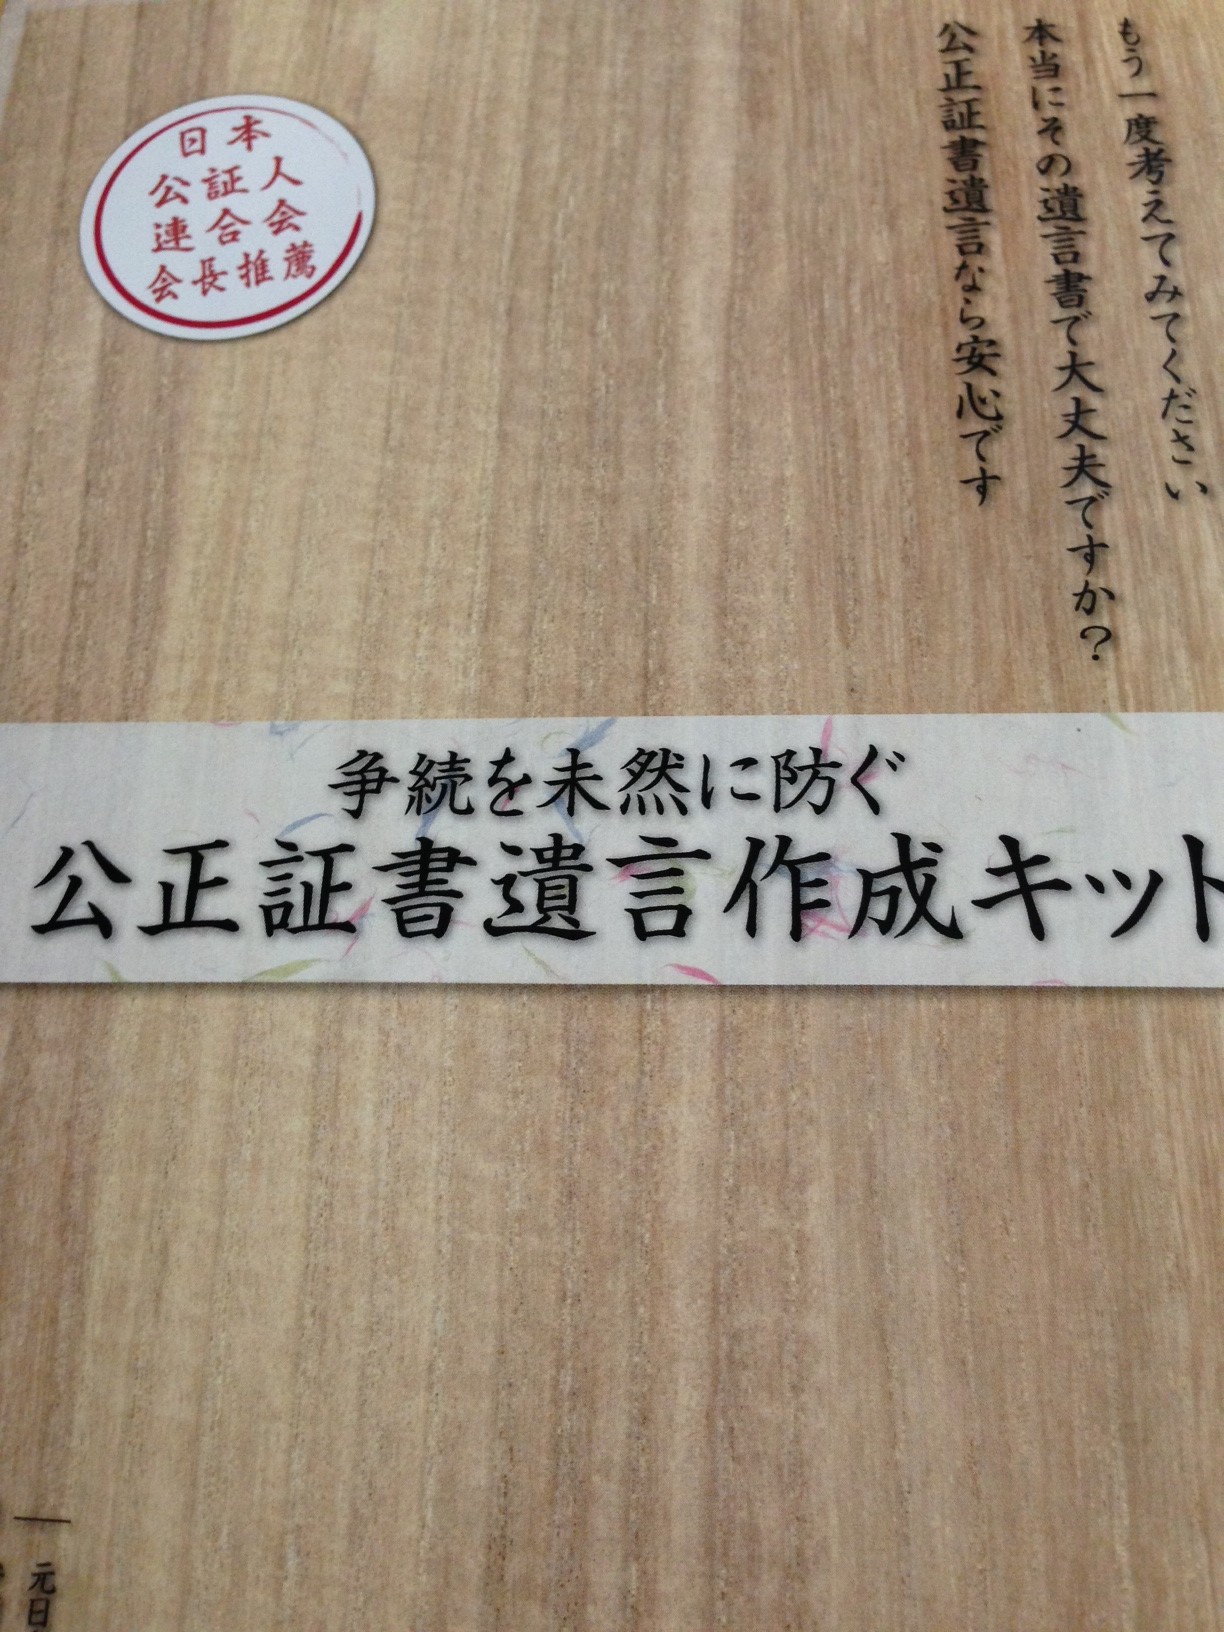 もう一度考えてみてください
本当にその遺言書で大丈夫ですか?
公正証書遺言なら安心です
日本
公証人
連合会
会長推薦
争続を未然に防ぐ
公正証書遺言作成キット
元日